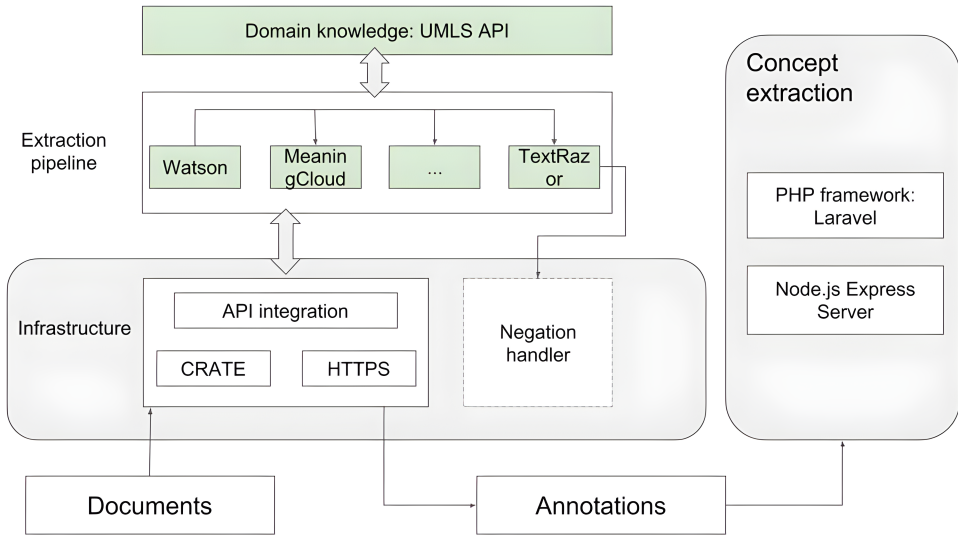 Domain knowledge: UMLS API
Extraction
pipeline
Watson
Meanin
gCloud
...
TextRaz
or
Infrastructure
API integration
CRATE
HTTPS
Negation
handler
Documents
Annotations
Concept
extraction
PHP framework:
Laravel
Node.js Express
Server